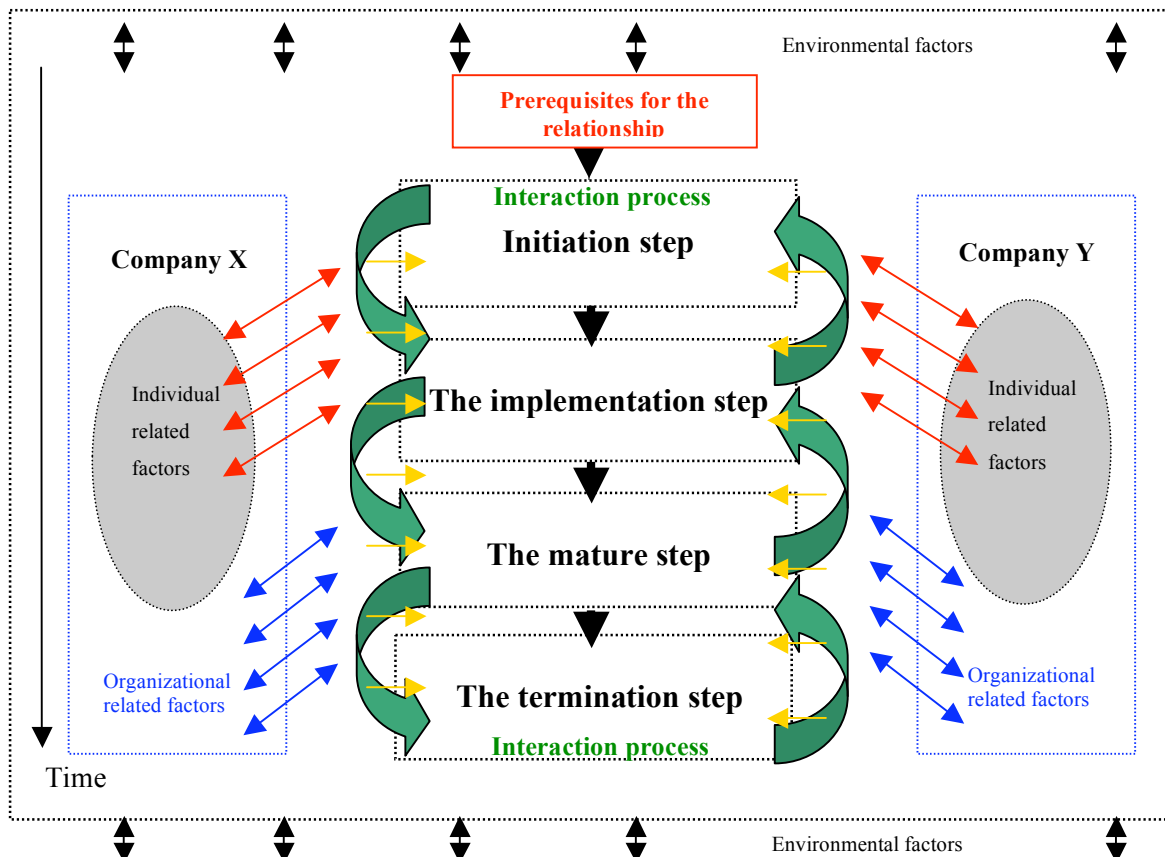 Environmental factors
Prerequisites for the
relationship
Interaction process
Initiation step
Company X
Company Y
Individual
related
factors
The implementation step
Individual
related
factors
The mature step
Organizational
related factors
The termination step
Organizational
related factors
Interaction process
Time
Environmental factors